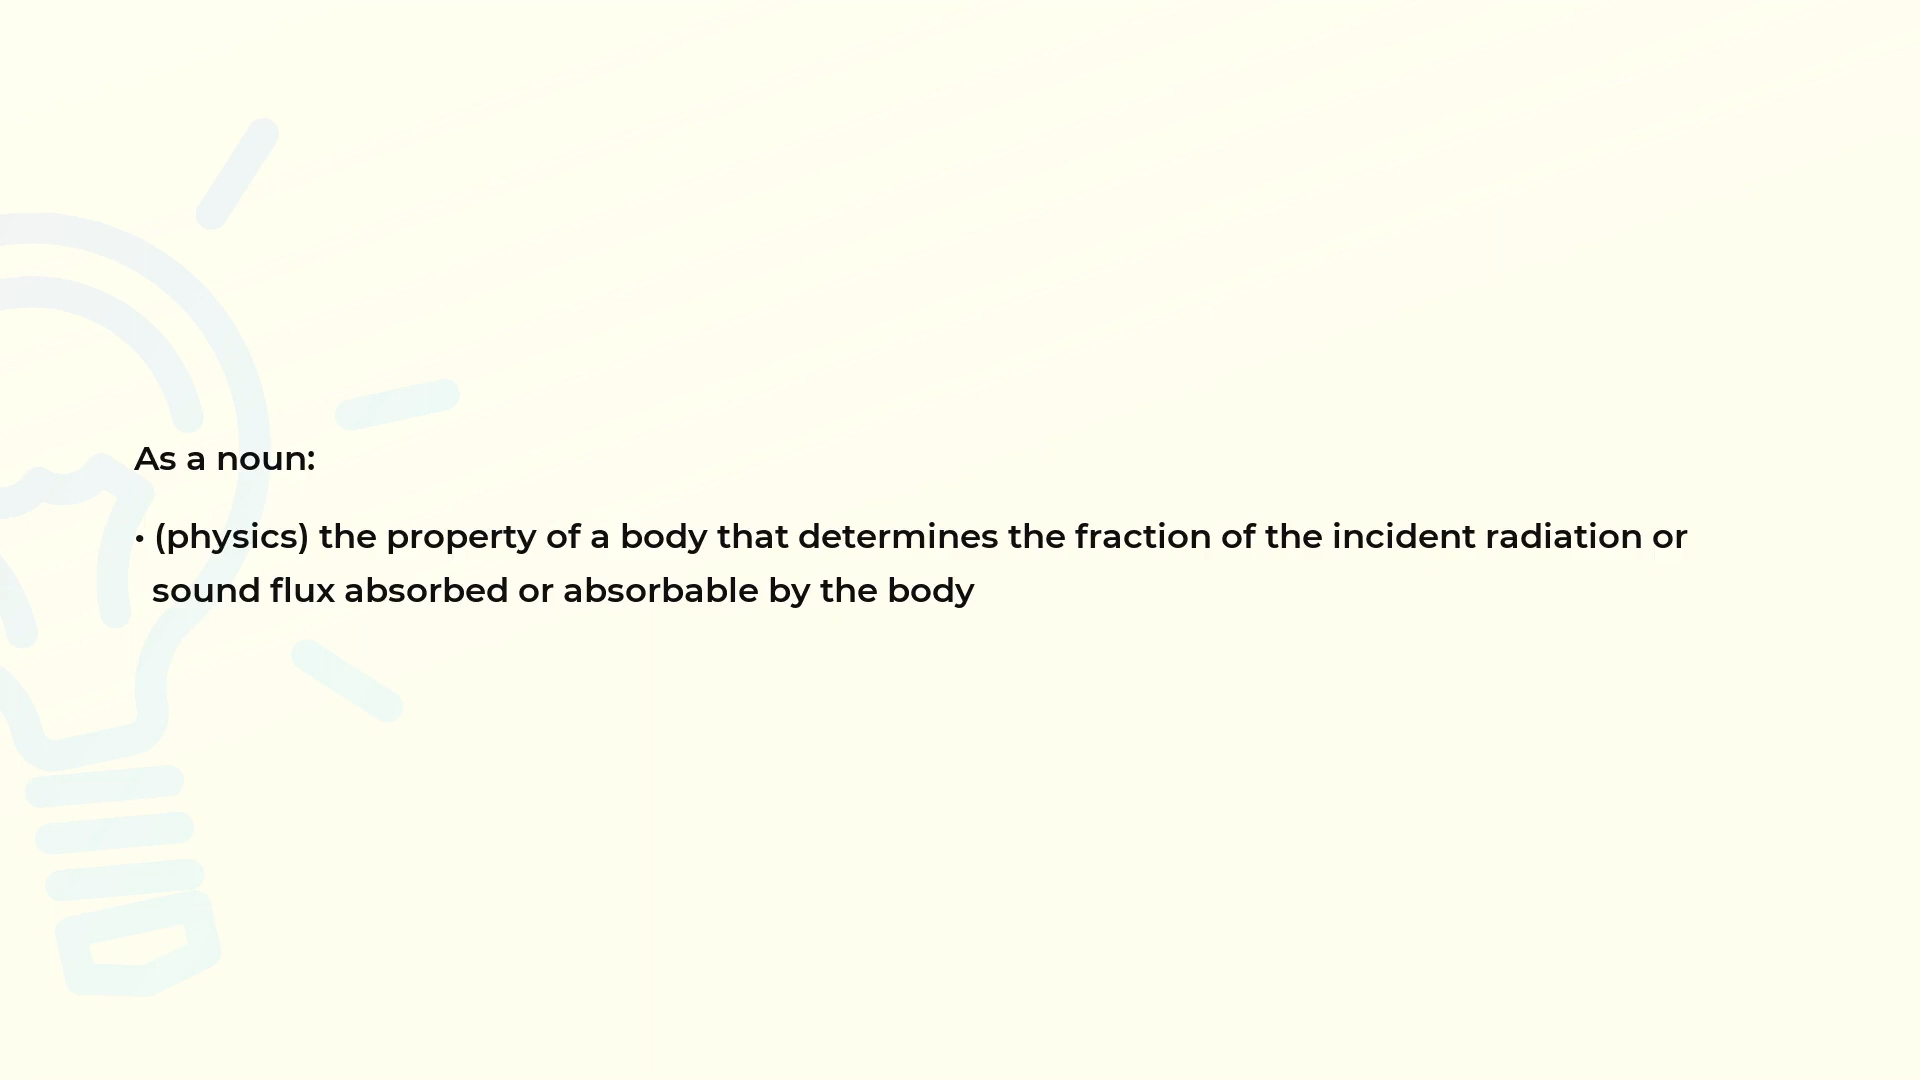 As a noun:
• (physics) the property of a body that determines the fraction of the incident radiation or
sound flux absorbed or absorbable by the body